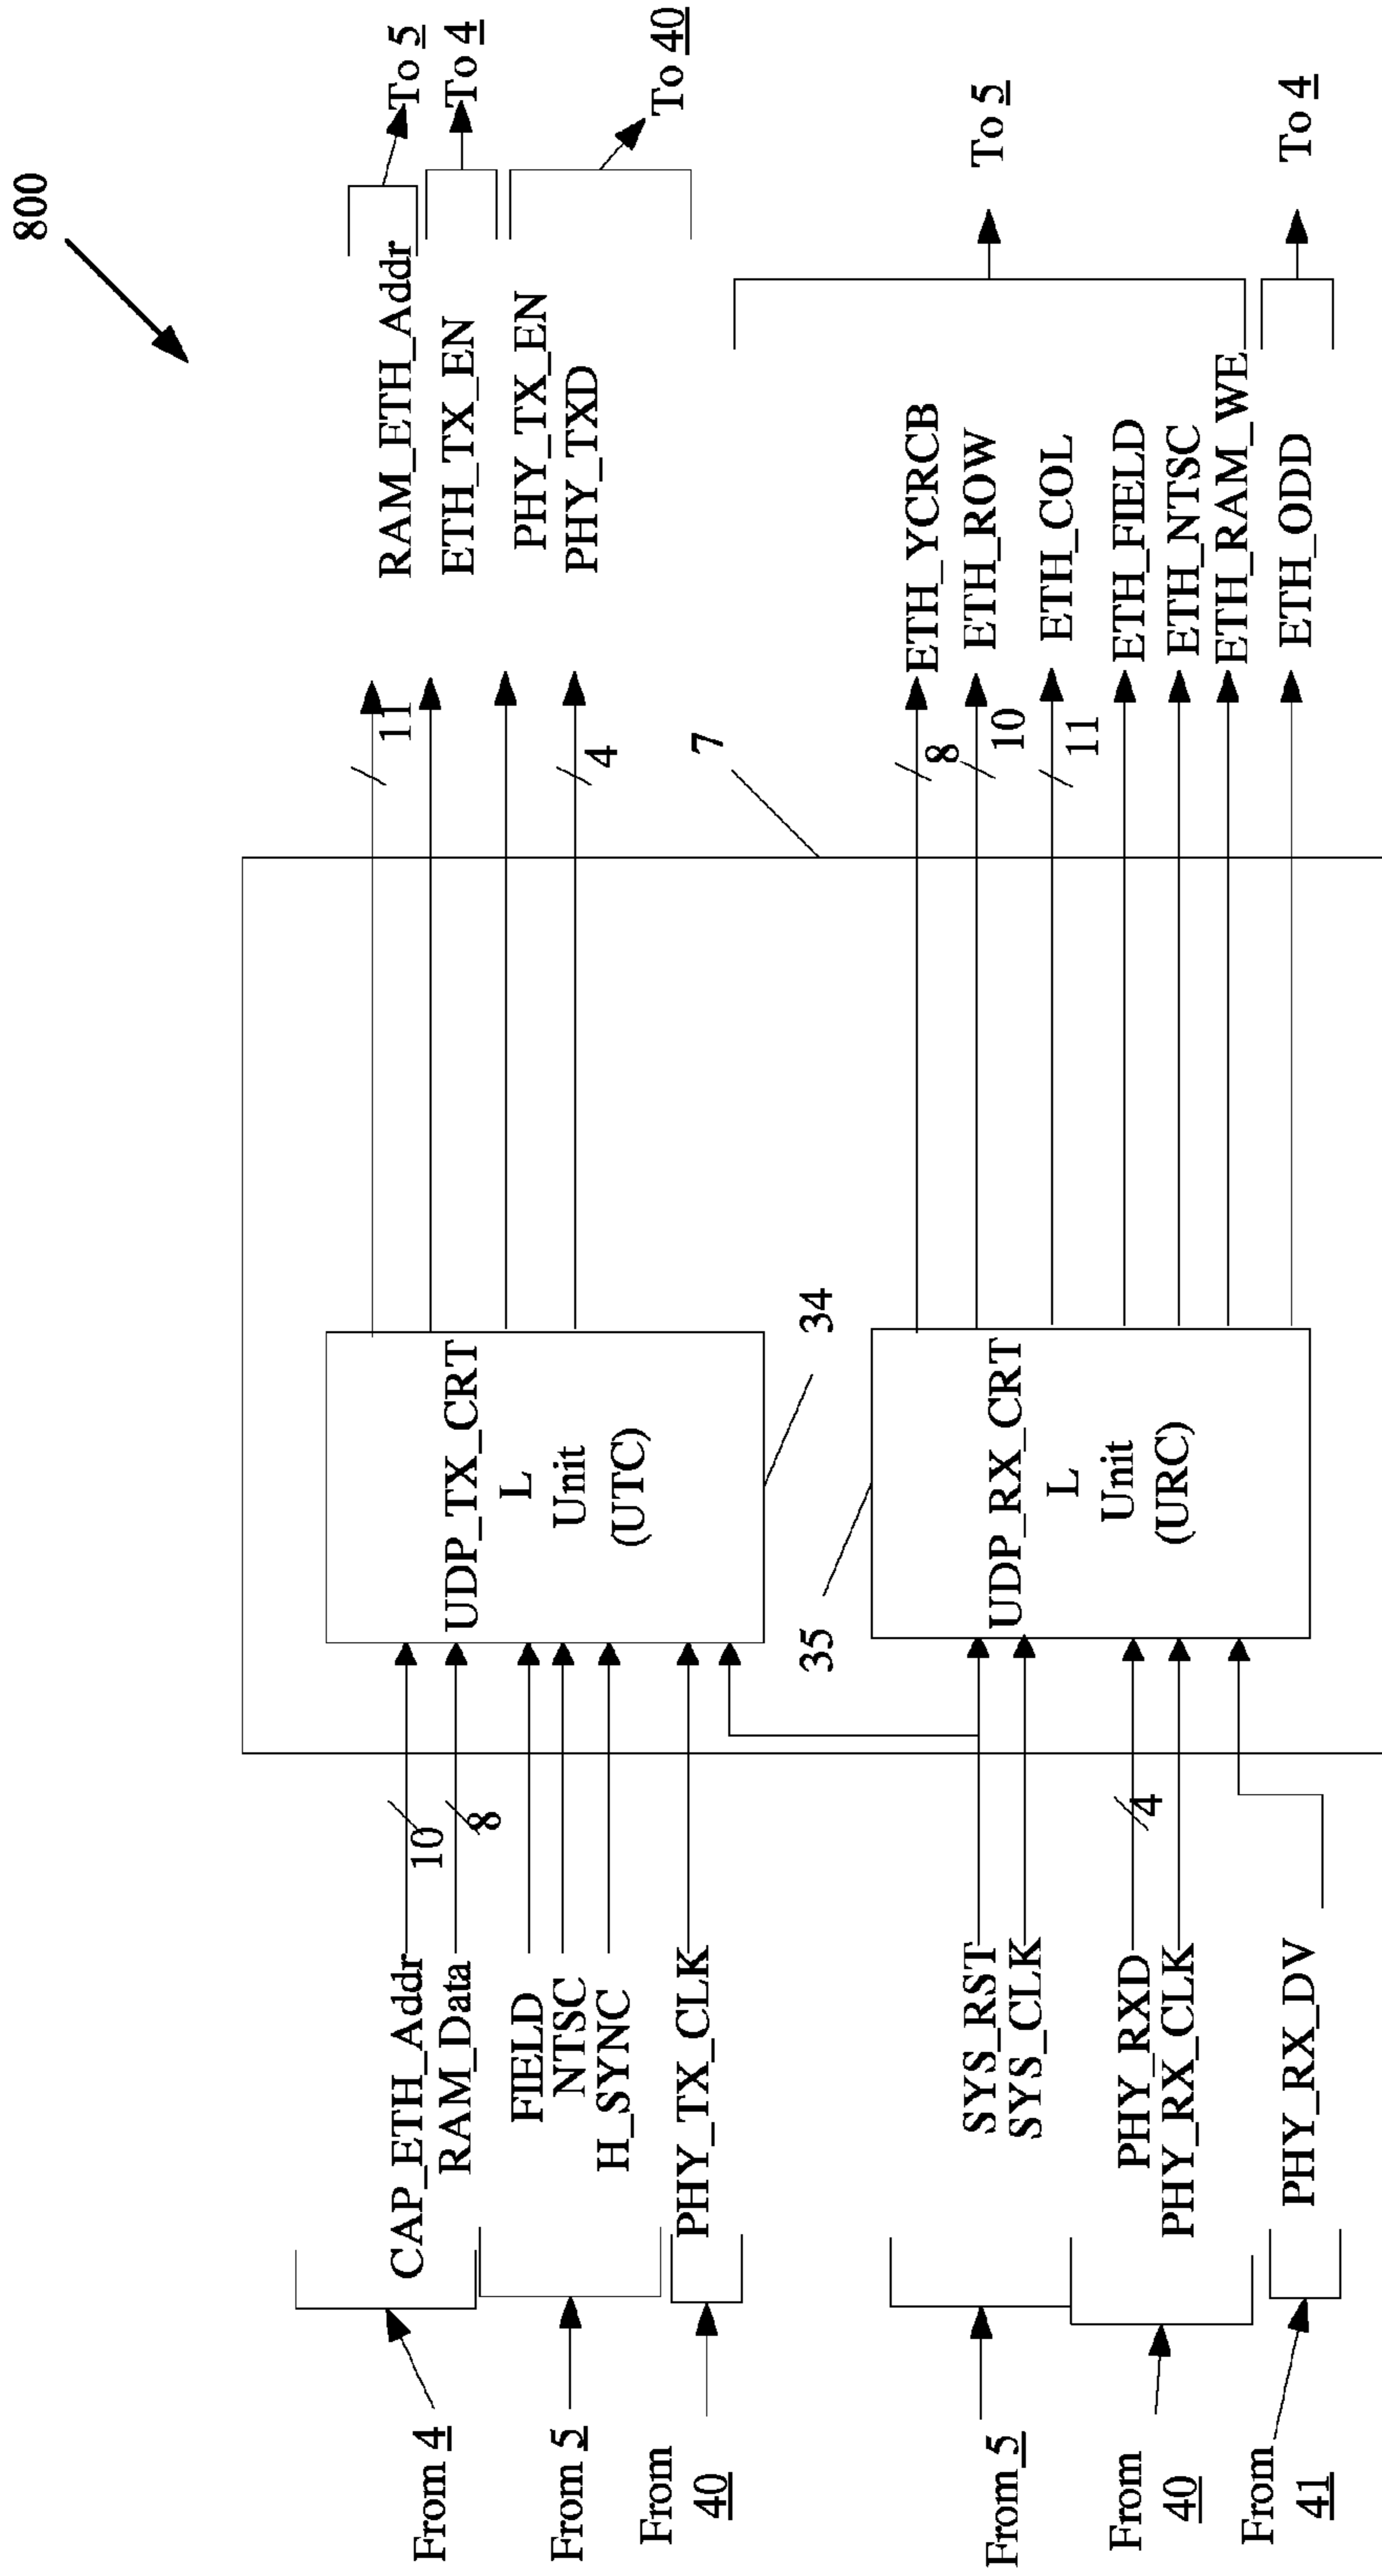 800
From 4
From 5
From
40
From 5
From
40
From
41
CAP_ETH_Addr
RAM_Data
FIELD
NTSC
H_SYNC
PHY_TX_CLK
SYS_RST
SYS_CLK
PHY_RXD
PHY_RX_CLK
PHY_RX_DV
10
8
4
UDP_TX_CRT
L
Unit
(UTC)
34
35
UDP_RX_CRT
L
Unit
(URC)
7
11
4
8
10
11
RAM_ETH_Addr
ETH_TX_EN
PHY_TX_EN
PHY_TXD
ETH_YCRCB
ETH_ROW
ETH_COL
ETH_FIELD
ETH_NTSC
ETH_RAM_WE
ETH_ODD
To 5
To 4
To 40
To 5
To 4